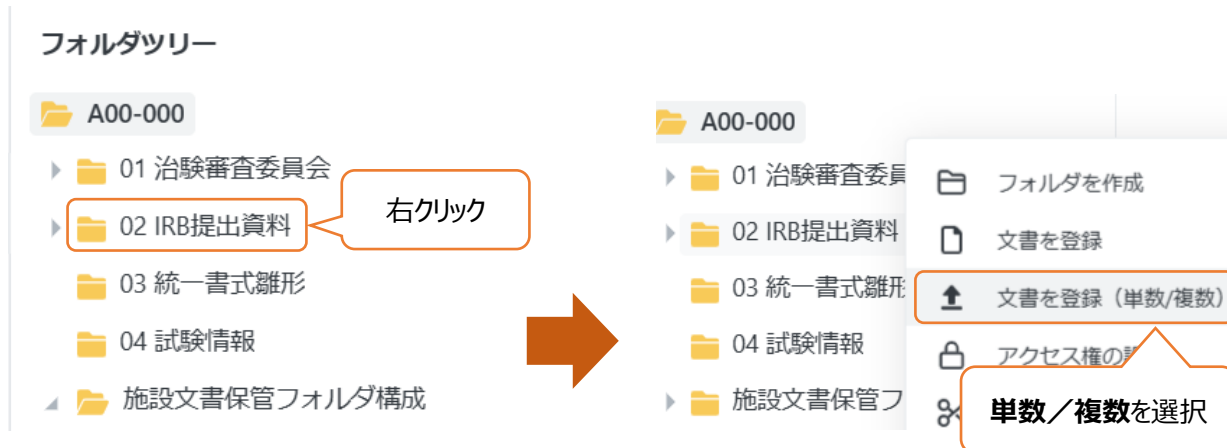 フォルダツリー
A00-000
01 治験審査委員会
02 IRB提出資料
右クリック
03 統一書式雛形
04 試験情報
施設文書保管フォルダ構成
A00-000
01 治験審査委員
02 IRB提出資料
03 統一書式雛形
04 試験情報
施設文書保管フ
フォルダを作成
文書を登録
文書を登録（単数/複数）
アクセス権の
単数／複数を選択